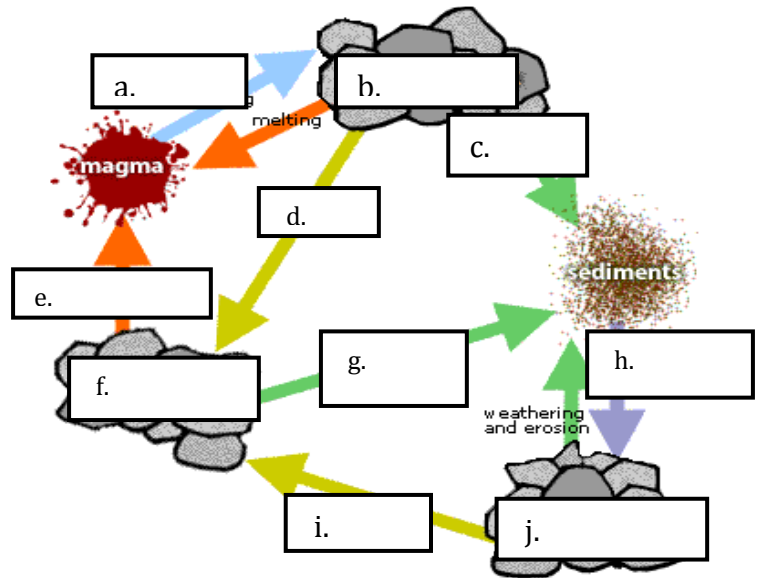 a.
b.
melting
c.
magma
d.
sediments
e.
g.
h.
f.
weathering
and erosion
i.
j.